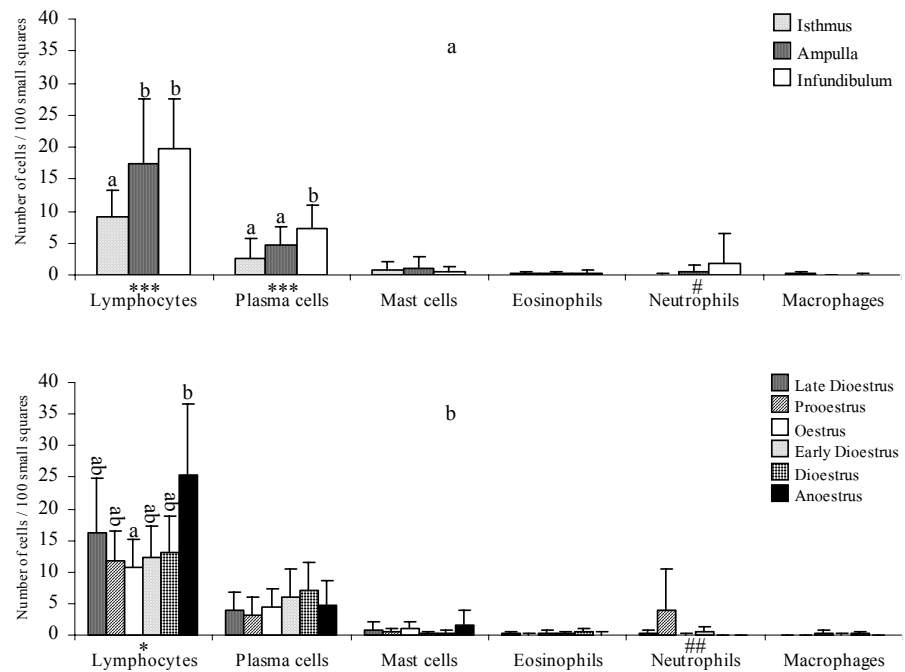 Number of cells / 100 small squares
40
35
30
25
20
15
10
5
0
a
Isthmus
Ampulla
Infundibulum
a b b
a a b
*** *** #
Lymphocytes Plasma cells Mast cells Eosinophils Neutrophils Macrophages
Number of cells / 100 small squares
40
35
30
25
20
15
10
5
0
b
Late Dioestrus
Prooestrus
Oestrus
Early Dioestrus
Dioestrus
Anoestrus
ab ab a ab ab b
* ##
Lymphocytes Plasma cells Mast cells Eosinophils Neutrophils Macrophages